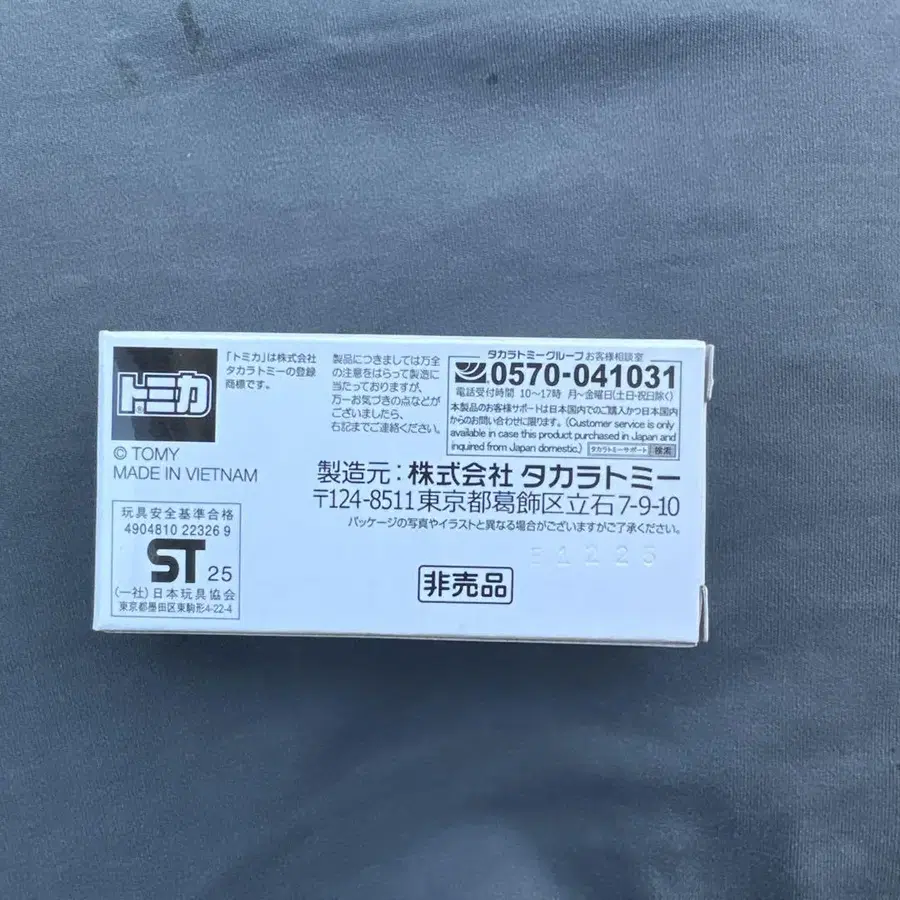 トミカ
「トミカ」は株式会社
タカラトミーの登録
商標です。
© TOMY
MADE IN VIETNAM
製品につきましては万全
の注意をはらって製造に
当たっておりますが、
万一お気づきの点などが
ございましたら、
右記までご連絡ください。
タカラトミーグループ お客様相談室
0570-041031
電話受付時間 10〜17時 月〜金曜日(土日・祝日除く)
本製品のお客様サポートは日本国内でのご購入かつ日本国内
からのお問い合わせに限ります。(Customer service is only
available in case this product purchased in Japan and
inquired from Japan domestic.) タカラトミーサポート 検索
製造元：株式会社 タカラトミー
〒124-8511 東京都葛飾区立石7-9-10
パッケージの写真やイラストと異なる場合がございますがご了承ください。
玩具安全基準合格
4904810 22326 9
ST 25
(一社)日本玩具協会
東京都墨田区東駒形4-22-4
非売品